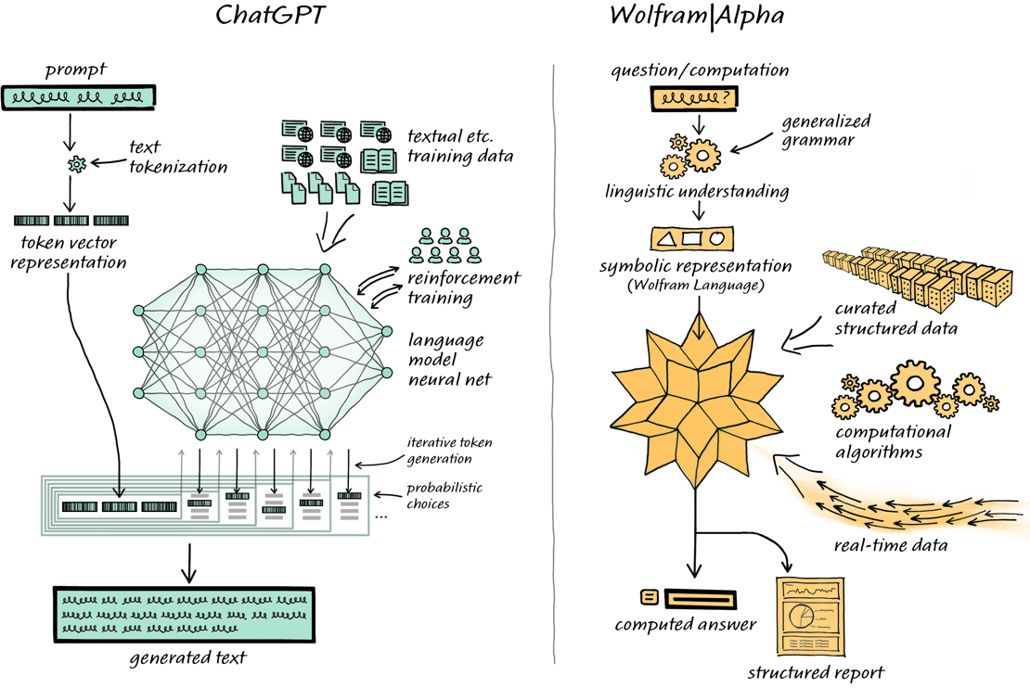 ChatGPT
prompt
text
tokenization
token vector
representation
textual etc.
training data
reinforcement
training
language
model
neural net
iterative token
generation
probabilistic
choices
...
generated text
Wolfram|Alpha
question/computation
?
generalized
grammar
linguistic understanding
symbolic representation
(Wolfram Language)
curated
structured data
computational
algorithms
real-time data
computed answer
structured report